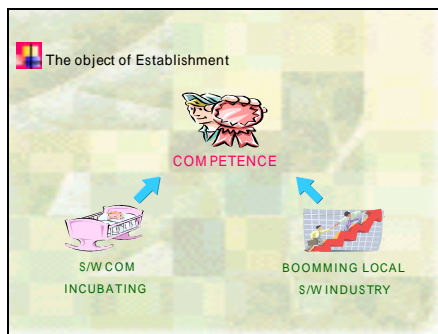 The object of Establishment
COMPETENCE
S/W COM
INCUBATING
BOOMMING LOCAL
S/W INDUSTRY